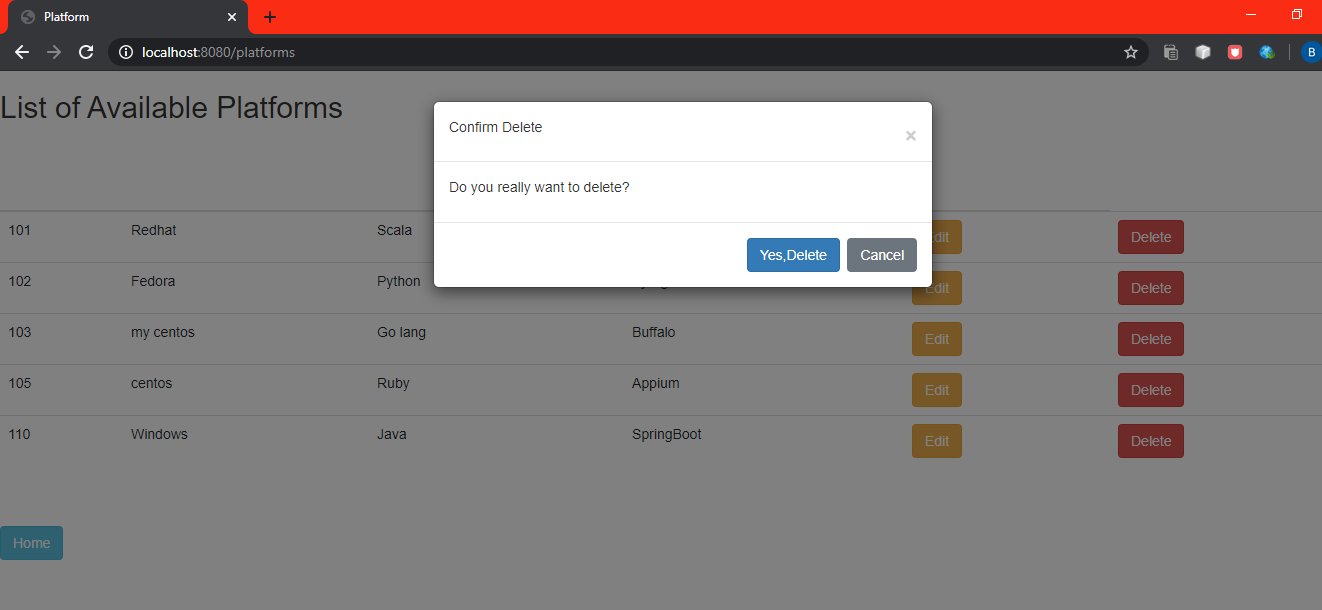 Platform
localhost:8080/platforms
B
List of Available Platforms
Confirm Delete
×
Do you really want to delete?
Yes,Delete Cancel
101 Redhat Scala Delete
102 Fedora Python Edit Delete
103 my centos Go lang Buffalo Edit Delete
105 centos Ruby Appium Edit Delete
110 Windows Java SpringBoot Edit Delete
Home